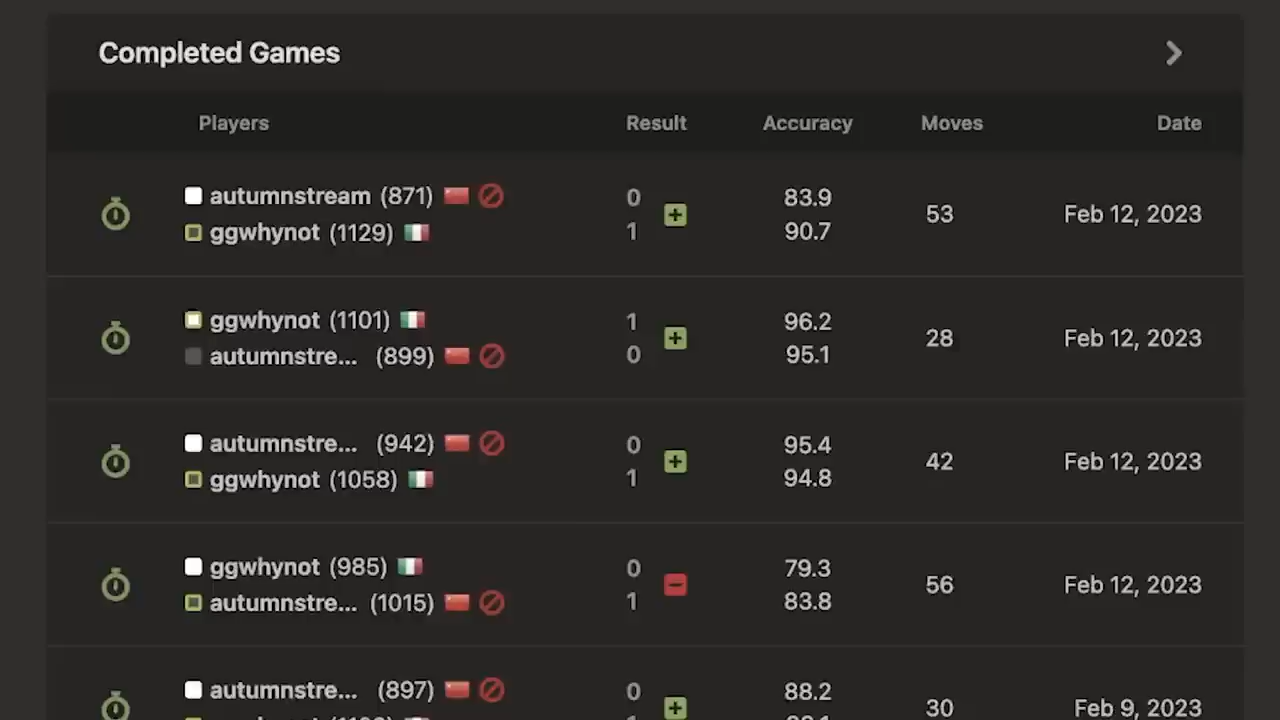 Completed Games
Players Result Accuracy Moves Date
autumnstream (871) 0 83.9
53 Feb 12, 2023
ggwhynot (1129) 1 90.7
ggwhynot (1101) 1 96.2
28 Feb 12, 2023
autumnstre... (899) 0 95.1
autumnstre... (942) 0 95.4
42 Feb 12, 2023
ggwhynot (1058) 1 94.8
ggwhynot (985) 0 79.3
56 Feb 12, 2023
autumnstre... (1015) 1 83.8
autumnstre... (897) 0 88.2
30 Feb 9, 2023